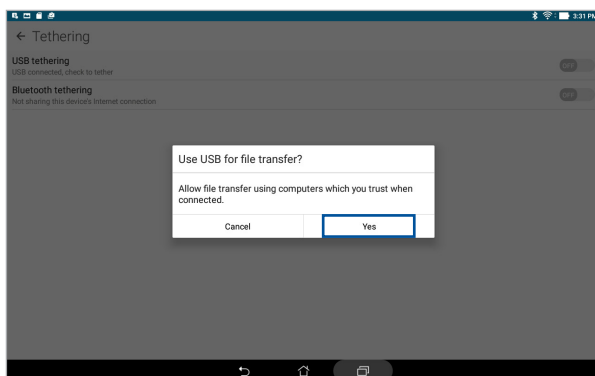 3:31 PM
Tethering
USB tethering
USB connected, check to tether
OFF
Bluetooth tethering
Not sharing this device's Internet connection
OFF
Use USB for file transfer?
Allow file transfer using computers which you trust when
connected.
Cancel
Yes